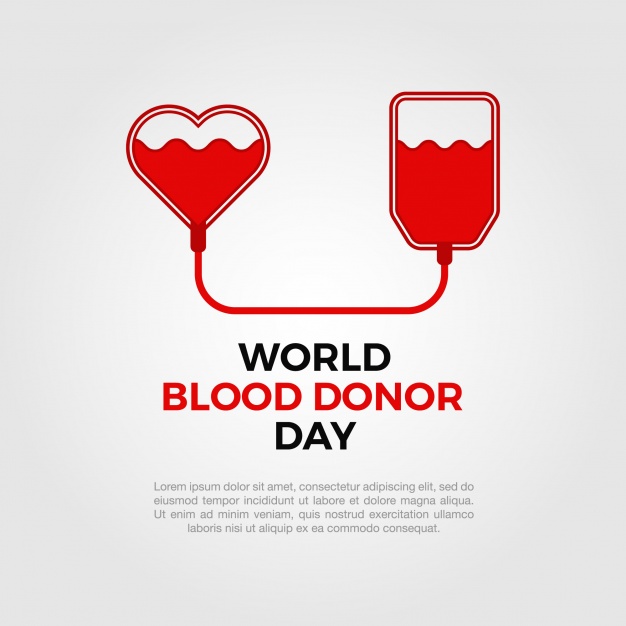 WORLD
BLOOD DONOR
DAY
Lorem ipsum dolor sit amet, consectetur adipiscing elit, sed do
eiusmod tempor incididunt ut labore et dolore magna aliqua.
Ut enim ad minim veniam, quis nostrud exercitation ullamco
laboris nisi ut aliquip ex ea commodo consequat.